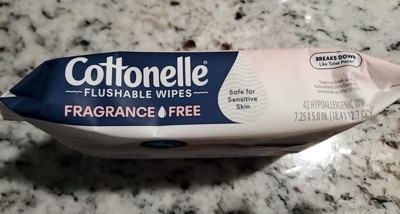 Cottonelle®
FLUSHABLE WIPES
FRAGRANCE FREE
Safe for
Sensitive
Skin
BREAKS DOWN
Like Toilet Paper
42 HYPOALLERGENIC
7.25 X 5.0 IN.